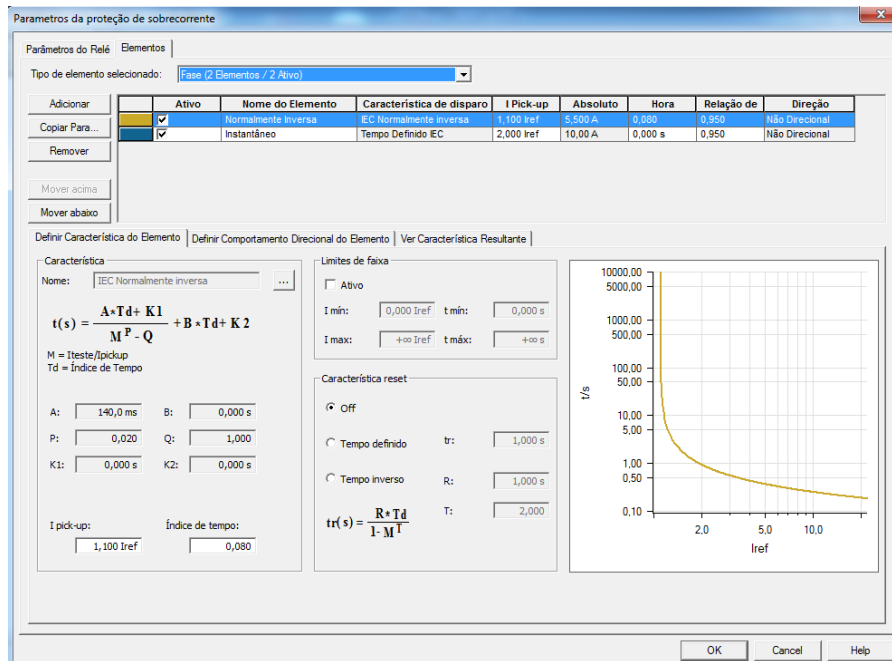 Parametros da proteção de sobrecorrente
Parâmetros do Relé Elementos
Tipo de elemento selecionado: Fase (2 Elementos / 2 Ativo)
Adicionar
Copiar Para...
Remover
Mover acima
Mover abaixo
Ativo Nome do Elemento Característica de disparo I Pick-up Absoluto Hora Relação de Direção
Normalmente Inversa IEC Normalmente inversa 1,100 Iref 5,500 A 0,080 0,950 Não Direcional
Instantâneo Tempo Definido IEC 2,000 Iref 10,00 A 0,000 s 0,950 Não Direcional
Definir Característica do Elemento Definir Comportamento Direcional do Elemento Ver Característica Resultante
Característica
Nome: IEC Normalmente inversa ...
t(s) = A*Td+ K1 / M^P - Q + B *Td+ K 2
M = Iteste/Ipickup
Td = Índice de Tempo
A: 140,0 ms B: 0,000 s
P: 0,020 Q: 1,000
K1: 0,000 s K2: 0,000 s
I pick-up: Índice de tempo:
1,100 Iref 0,080
Limites de faixa
Ativo
I mín: 0,000 Iref t mín: 0,000 s
I max: +∞ Iref t máx: +∞ s
Característica reset
Off
Tempo definido tr: 1,000 s
Tempo inverso R: 1,000 s
T: 2,000
tr(s) = R* Td / 1- M^T
10000,00
5000,00
1000,00
500,00
100,00
50,00
10,00
5,00
1,00
0,50
0,10
t/s
2,0 5,0 10,0
Iref
OK Cancel Help